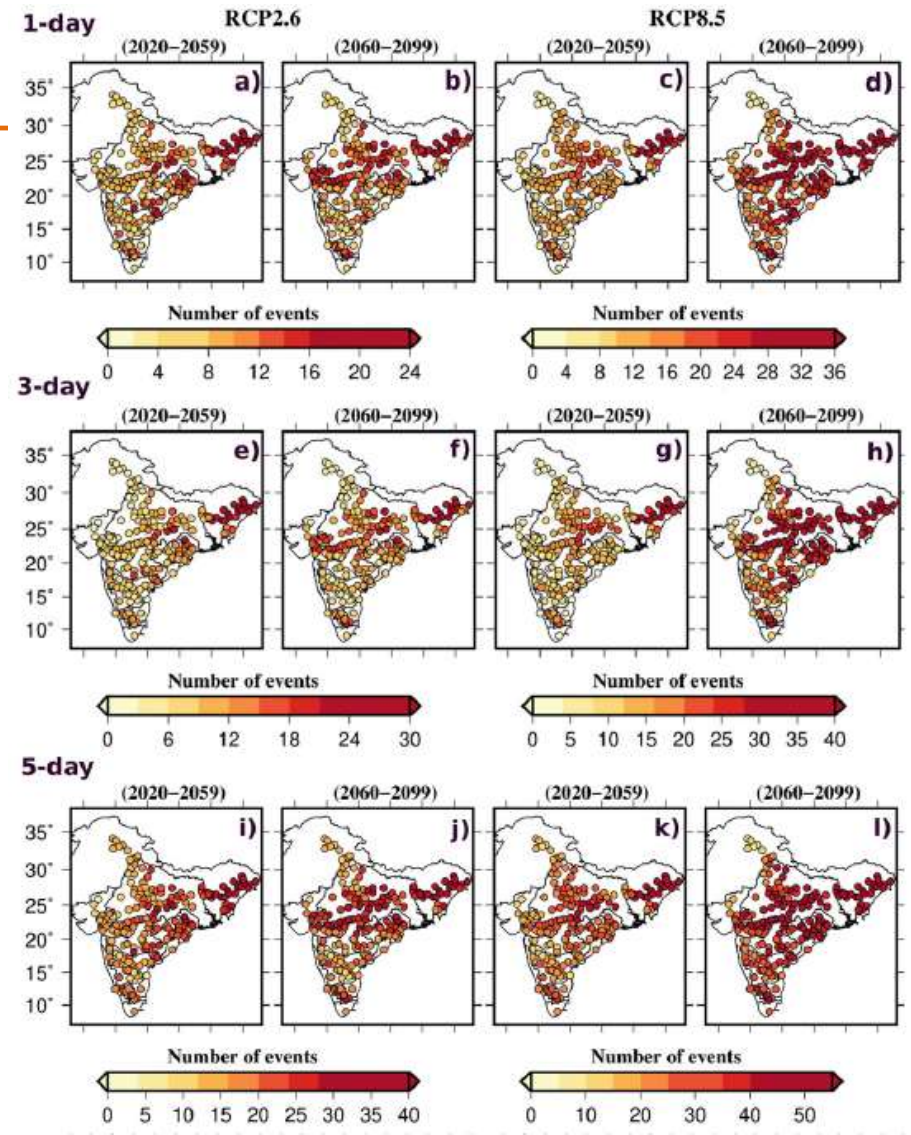 1-day RCP2.6 RCP8.5
(2020−2059) (2060−2099) (2020−2059) (2060−2099)
a) b) c) d)
35°
30°
25°
20°
15°
10°
Number of events Number of events
0 4 8 12 16 20 24 0 4 8 12 16 20 24 28 32 36
3-day
(2020−2059) (2060−2099) (2020−2059) (2060−2099)
e) f) g) h)
35°
30°
25°
20°
15°
10°
Number of events Number of events
0 6 12 18 24 30 0 5 10 15 20 25 30 35 40
5-day
(2020−2059) (2060−2099) (2020−2059) (2060−2099)
i) j) k) l)
35°
30°
25°
20°
15°
10°
Number of events Number of events
0 5 10 15 20 25 30 35 40 0 10 20 30 40 50